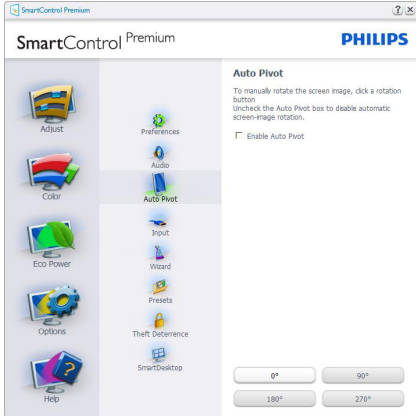 SmartControl Premium
SmartControl Premium
PHILIPS
Adjust
Color
Eco Power
Options
Help
Preferences
Audio
Auto Pivot
Input
Wizard
Presets
Theft Deterrence
SmartDesktop
Auto Pivot
To manually rotate the screen image, click a rotation
button
Uncheck the Auto Pivot box to disable automatic
screen-image rotation.
Enable Auto Pivot
0°
90°
180°
270°